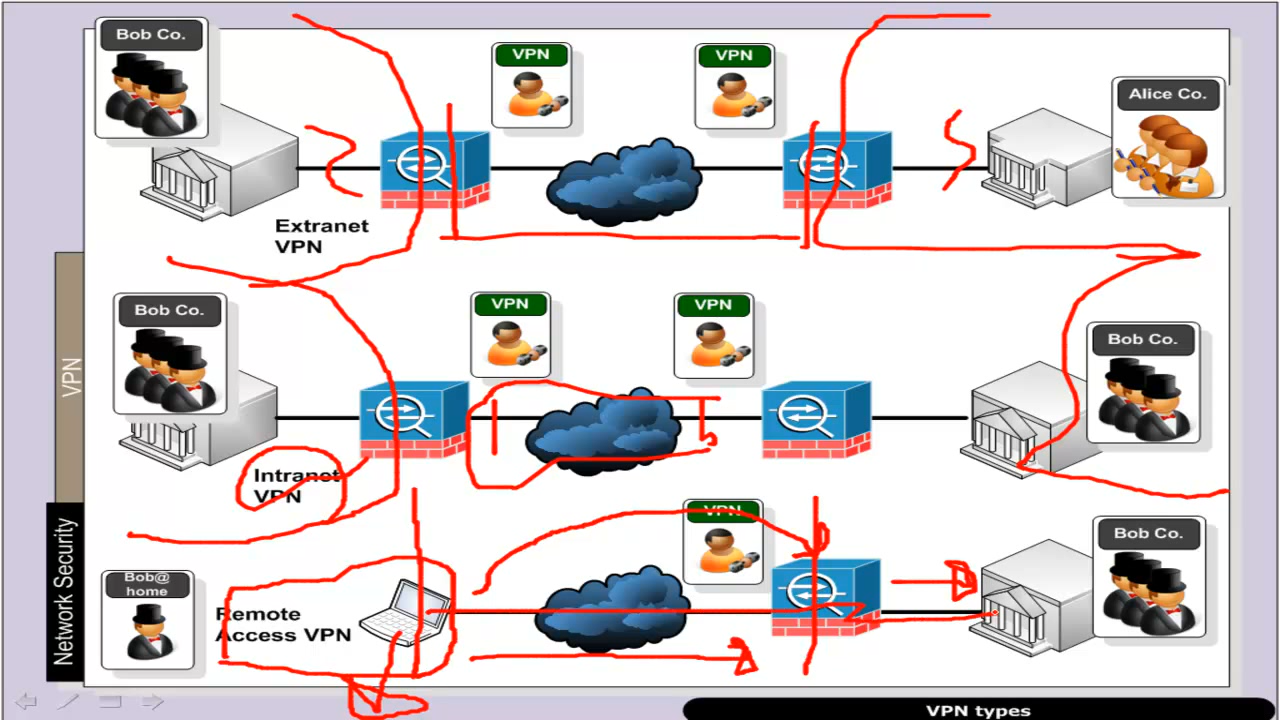 Bob Co.
VPN
VPN
Alice Co.
Extranet
VPN
Bob Co.
VPN
VPN
Bob Co.
Intranet
VPN
VPN
Bob Co.
Bob@
home
Remote
Access VPN
VPN
Network Security
VPN types